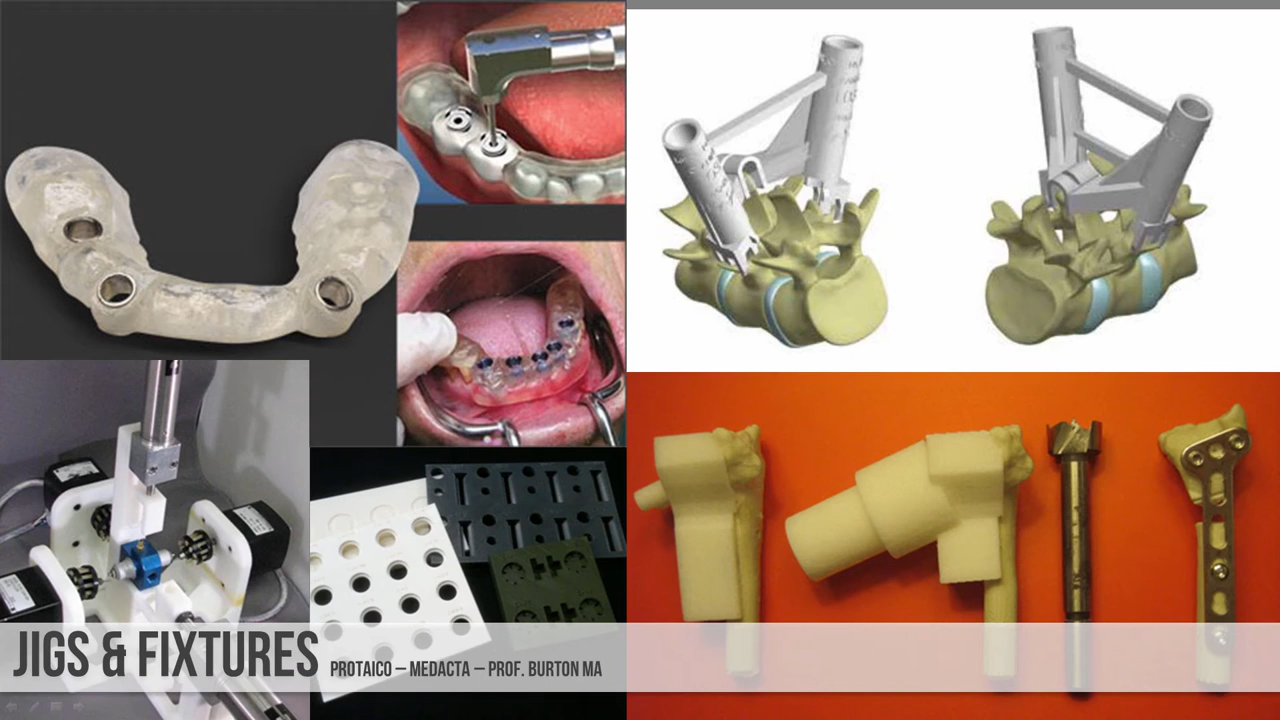 JIGS & FIXTURES PROTAICO – MEDACTA – PROF. BURTON MA